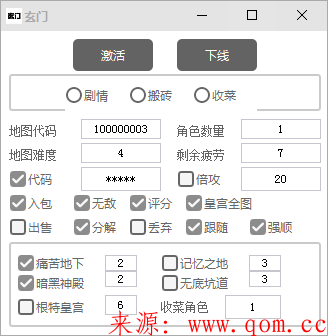 玄门 玄门
激活 下线
剧情 搬砖 收菜
地图代码 100000003 角色数量 1
地图难度 4 剩余疲劳 7
代码 ***** 倍攻 20
入包 无敌 评分 皇宫全图
出售 分解 丢弃 跟随 强顺
痛苦地下 2 记忆之地 3
暗黑神殿 2 无底坑道 3
根特皇宫 6 收菜角色 1
来源: www.qom.cc